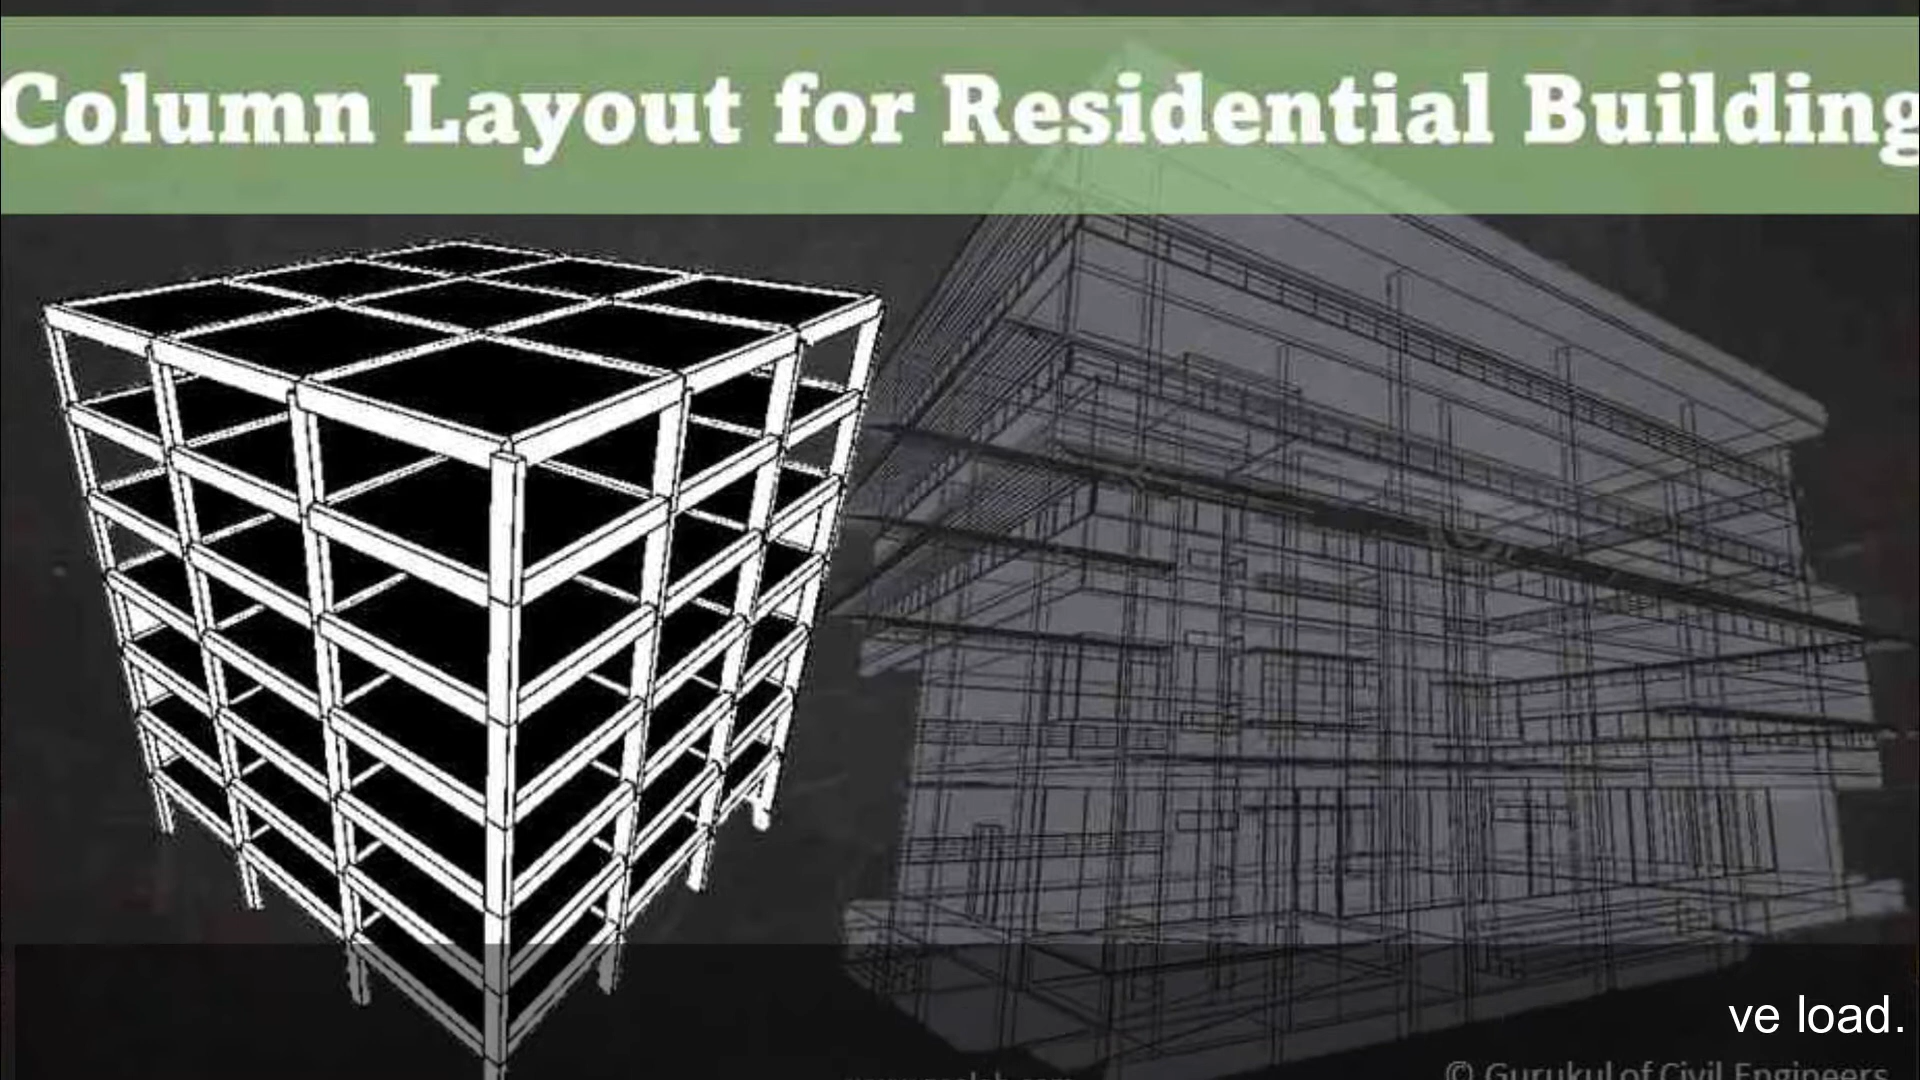 Column Layout for Residential Building
ve load.
© Gurukul of Civil Engineers